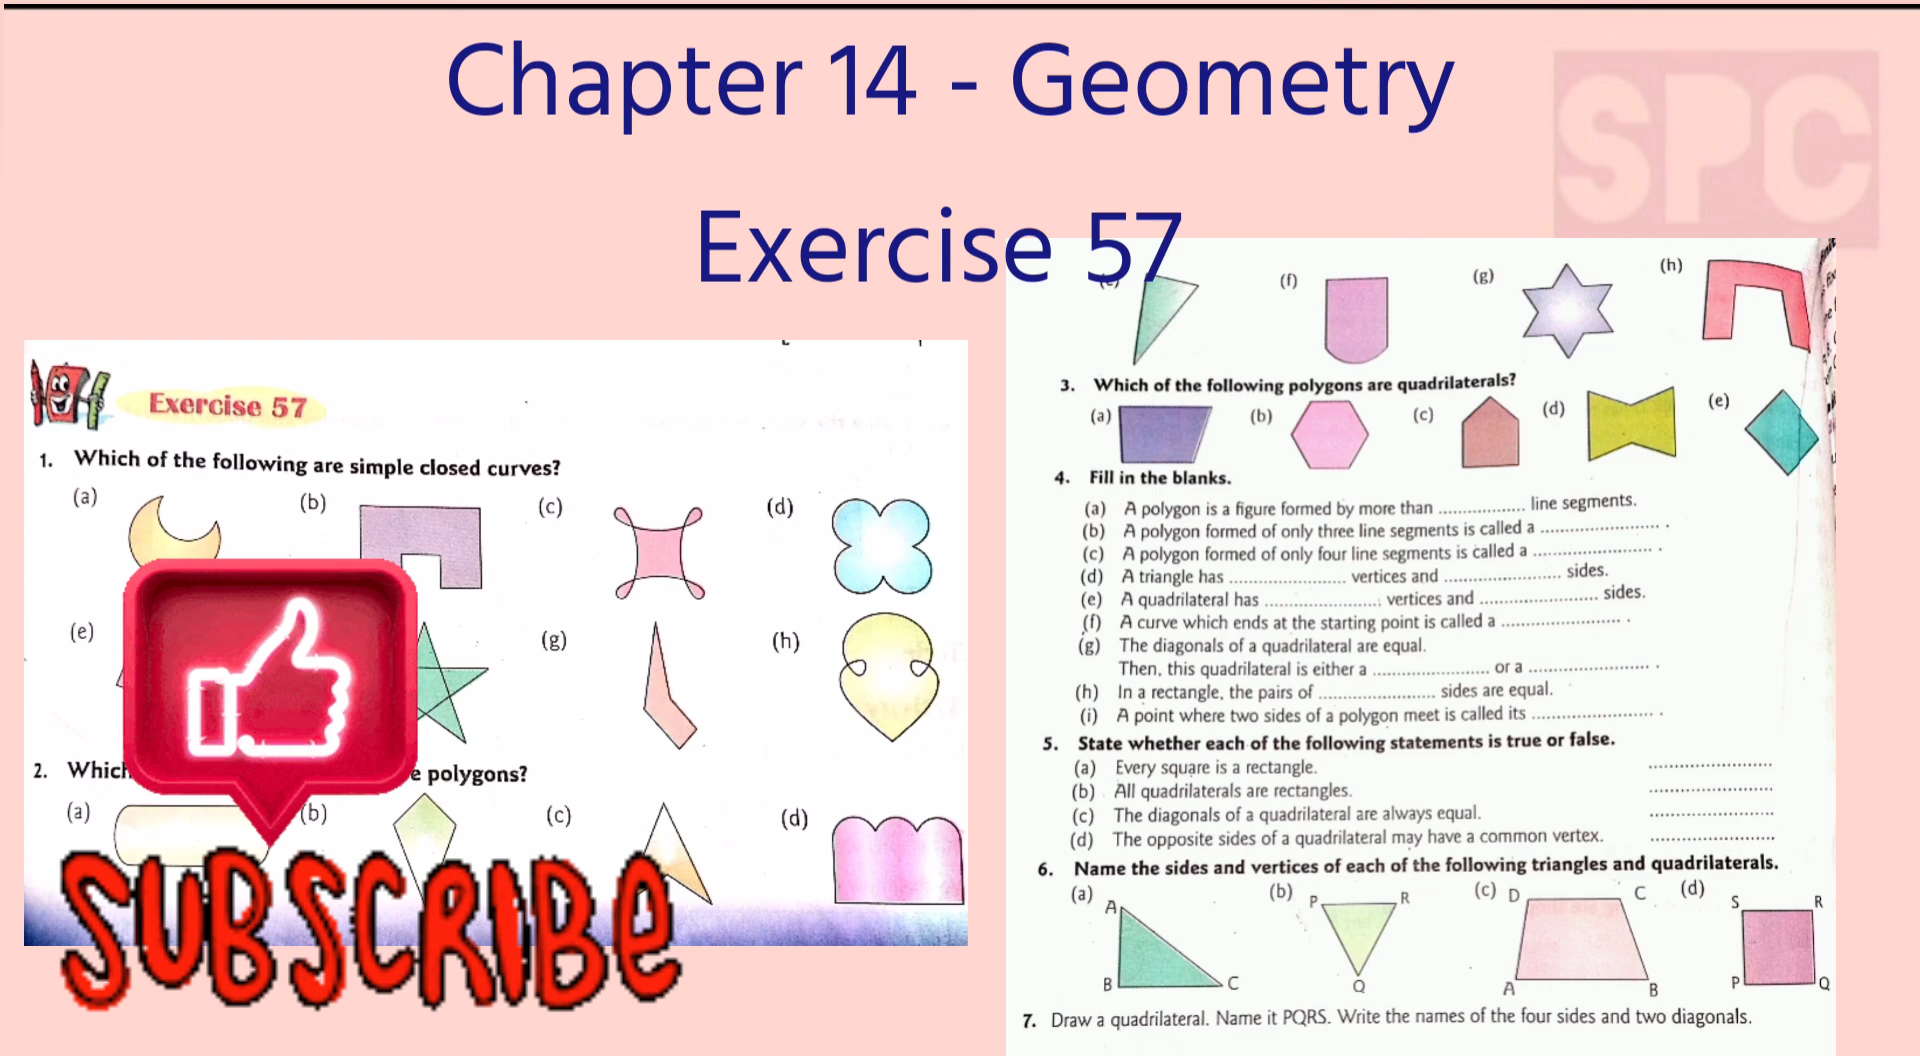 Chapter 14 - Geometry
SPC
Exercise 57
Exercise 57
1. Which of the following are simple closed curves?
(a) (b) (c) (d)
(e) (g) (h)
2. Which polygons?
(a) (b) (c) (d)
SUBSCRIBe
(f) (g) (h)
3. Which of the following polygons are quadrilaterals?
(a) (b) (c) (d) (e)
4. Fill in the blanks.
(a) A polygon is a figure formed by more than ................ line segments.
(b) A polygon formed of only three line segments is called a ...................... .
(c) A polygon formed of only four line segments is called a ...................... .
(d) A triangle has ...................... vertices and ...................... sides.
(e) A quadrilateral has ...................... vertices and ...................... sides.
(f) A curve which ends at the starting point is called a ...................... .
(g) The diagonals of a quadrilateral are equal.
Then, this quadrilateral is either a ...................... or a ...................... .
(h) In a rectangle, the pairs of ...................... sides are equal.
(i) A point where two sides of a polygon meet is called its ...................... .
5. State whether each of the following statements is true or false.
(a) Every square is a rectangle. ......................
(b) All quadrilaterals are rectangles. ......................
(c) The diagonals of a quadrilateral are always equal. ......................
(d) The opposite sides of a quadrilateral may have a common vertex. ......................
6. Name the sides and vertices of each of the following triangles and quadrilaterals.
(a) (b) (c) (d)
A P R D C S R
B C Q A B P Q
7. Draw a quadrilateral. Name it PQRS. Write the names of the four sides and two diagonals.